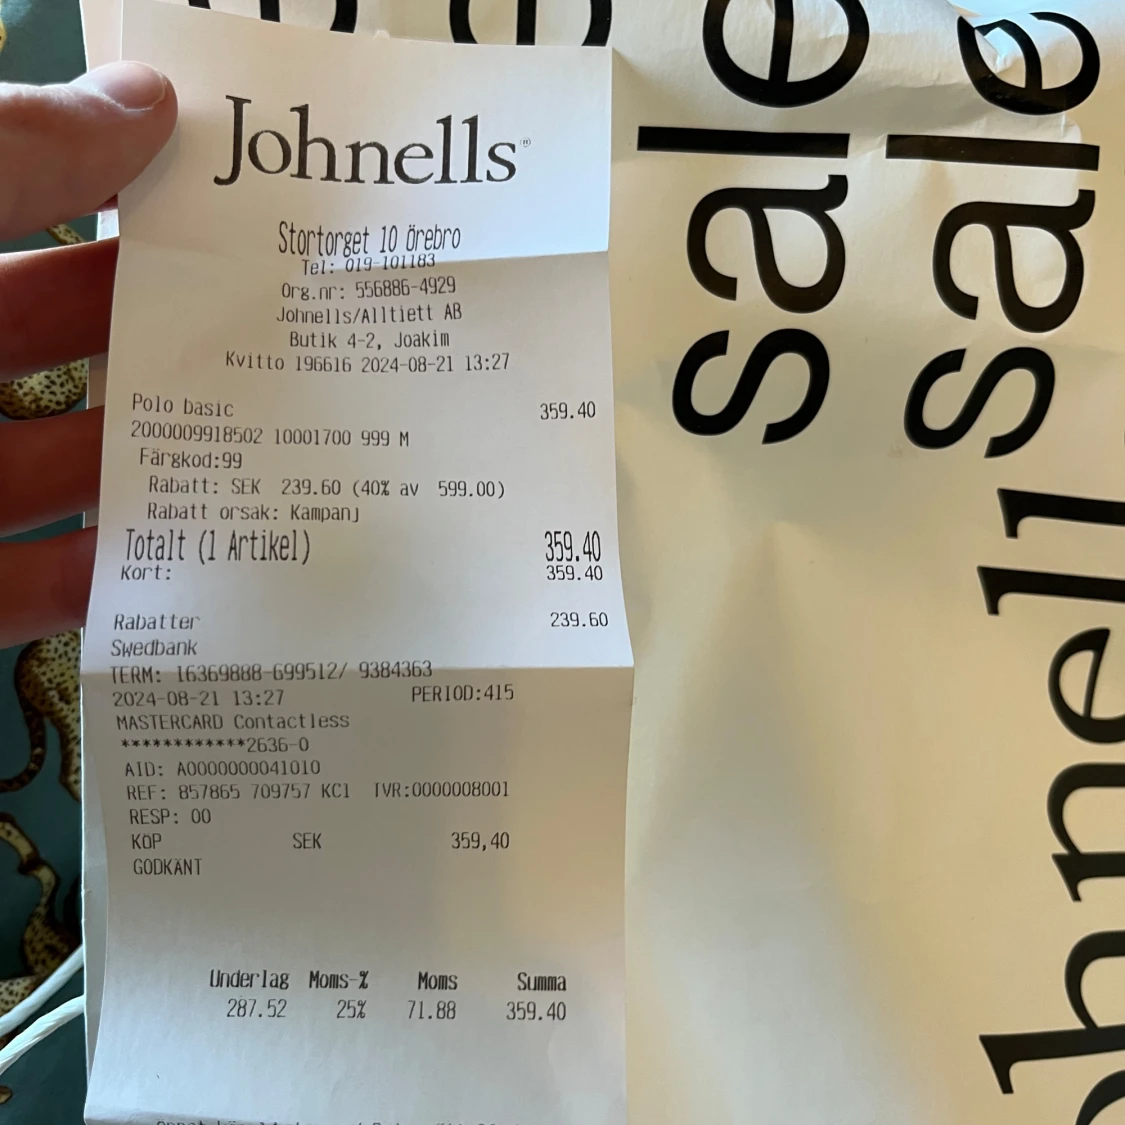 Johnells®
Stortorget 10 Örebro
Tel: 019-101183
Org.nr: 556886-4929
Johnells/Alltiett AB
Butik 4-2, Joakim
Kvitto 196616 2024-08-21 13:27
Polo basic 359.40
2000009918502 10001700 999 M
Färgkod:99
Rabatt: SEK 239.60 (40% av 599.00)
Rabatt orsak: Kampanj
Totalt (1 Artikel) 359.40
Kort: 359.40
Rabatter 239.60
Swedbank
TERM: 16369888-699512/ 9384363
2024-08-21 13:27 PERIOD:415
MASTERCARD Contactless
************2636-0
AID: A0000000041010
REF: 857865 709757 KC1 TVR:0000008001
RESP: 00
KÖP SEK 359,40
GODKÄNT
Underlag Moms-% Moms Summa
287.52 25% 71.88 359.40
sale
sale